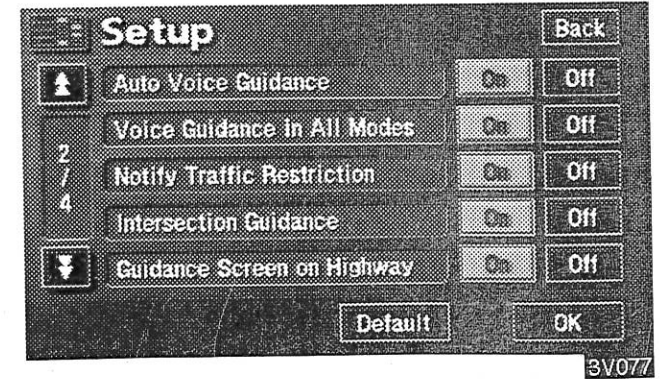 Setup Back
Auto Voice Guidance On Off
Voice Guidance in All Modes On Off
2
/
4
Notify Traffic Restriction On Off
Intersection Guidance On Off
Guidance Screen on Highway On Off
Default OK
3V077